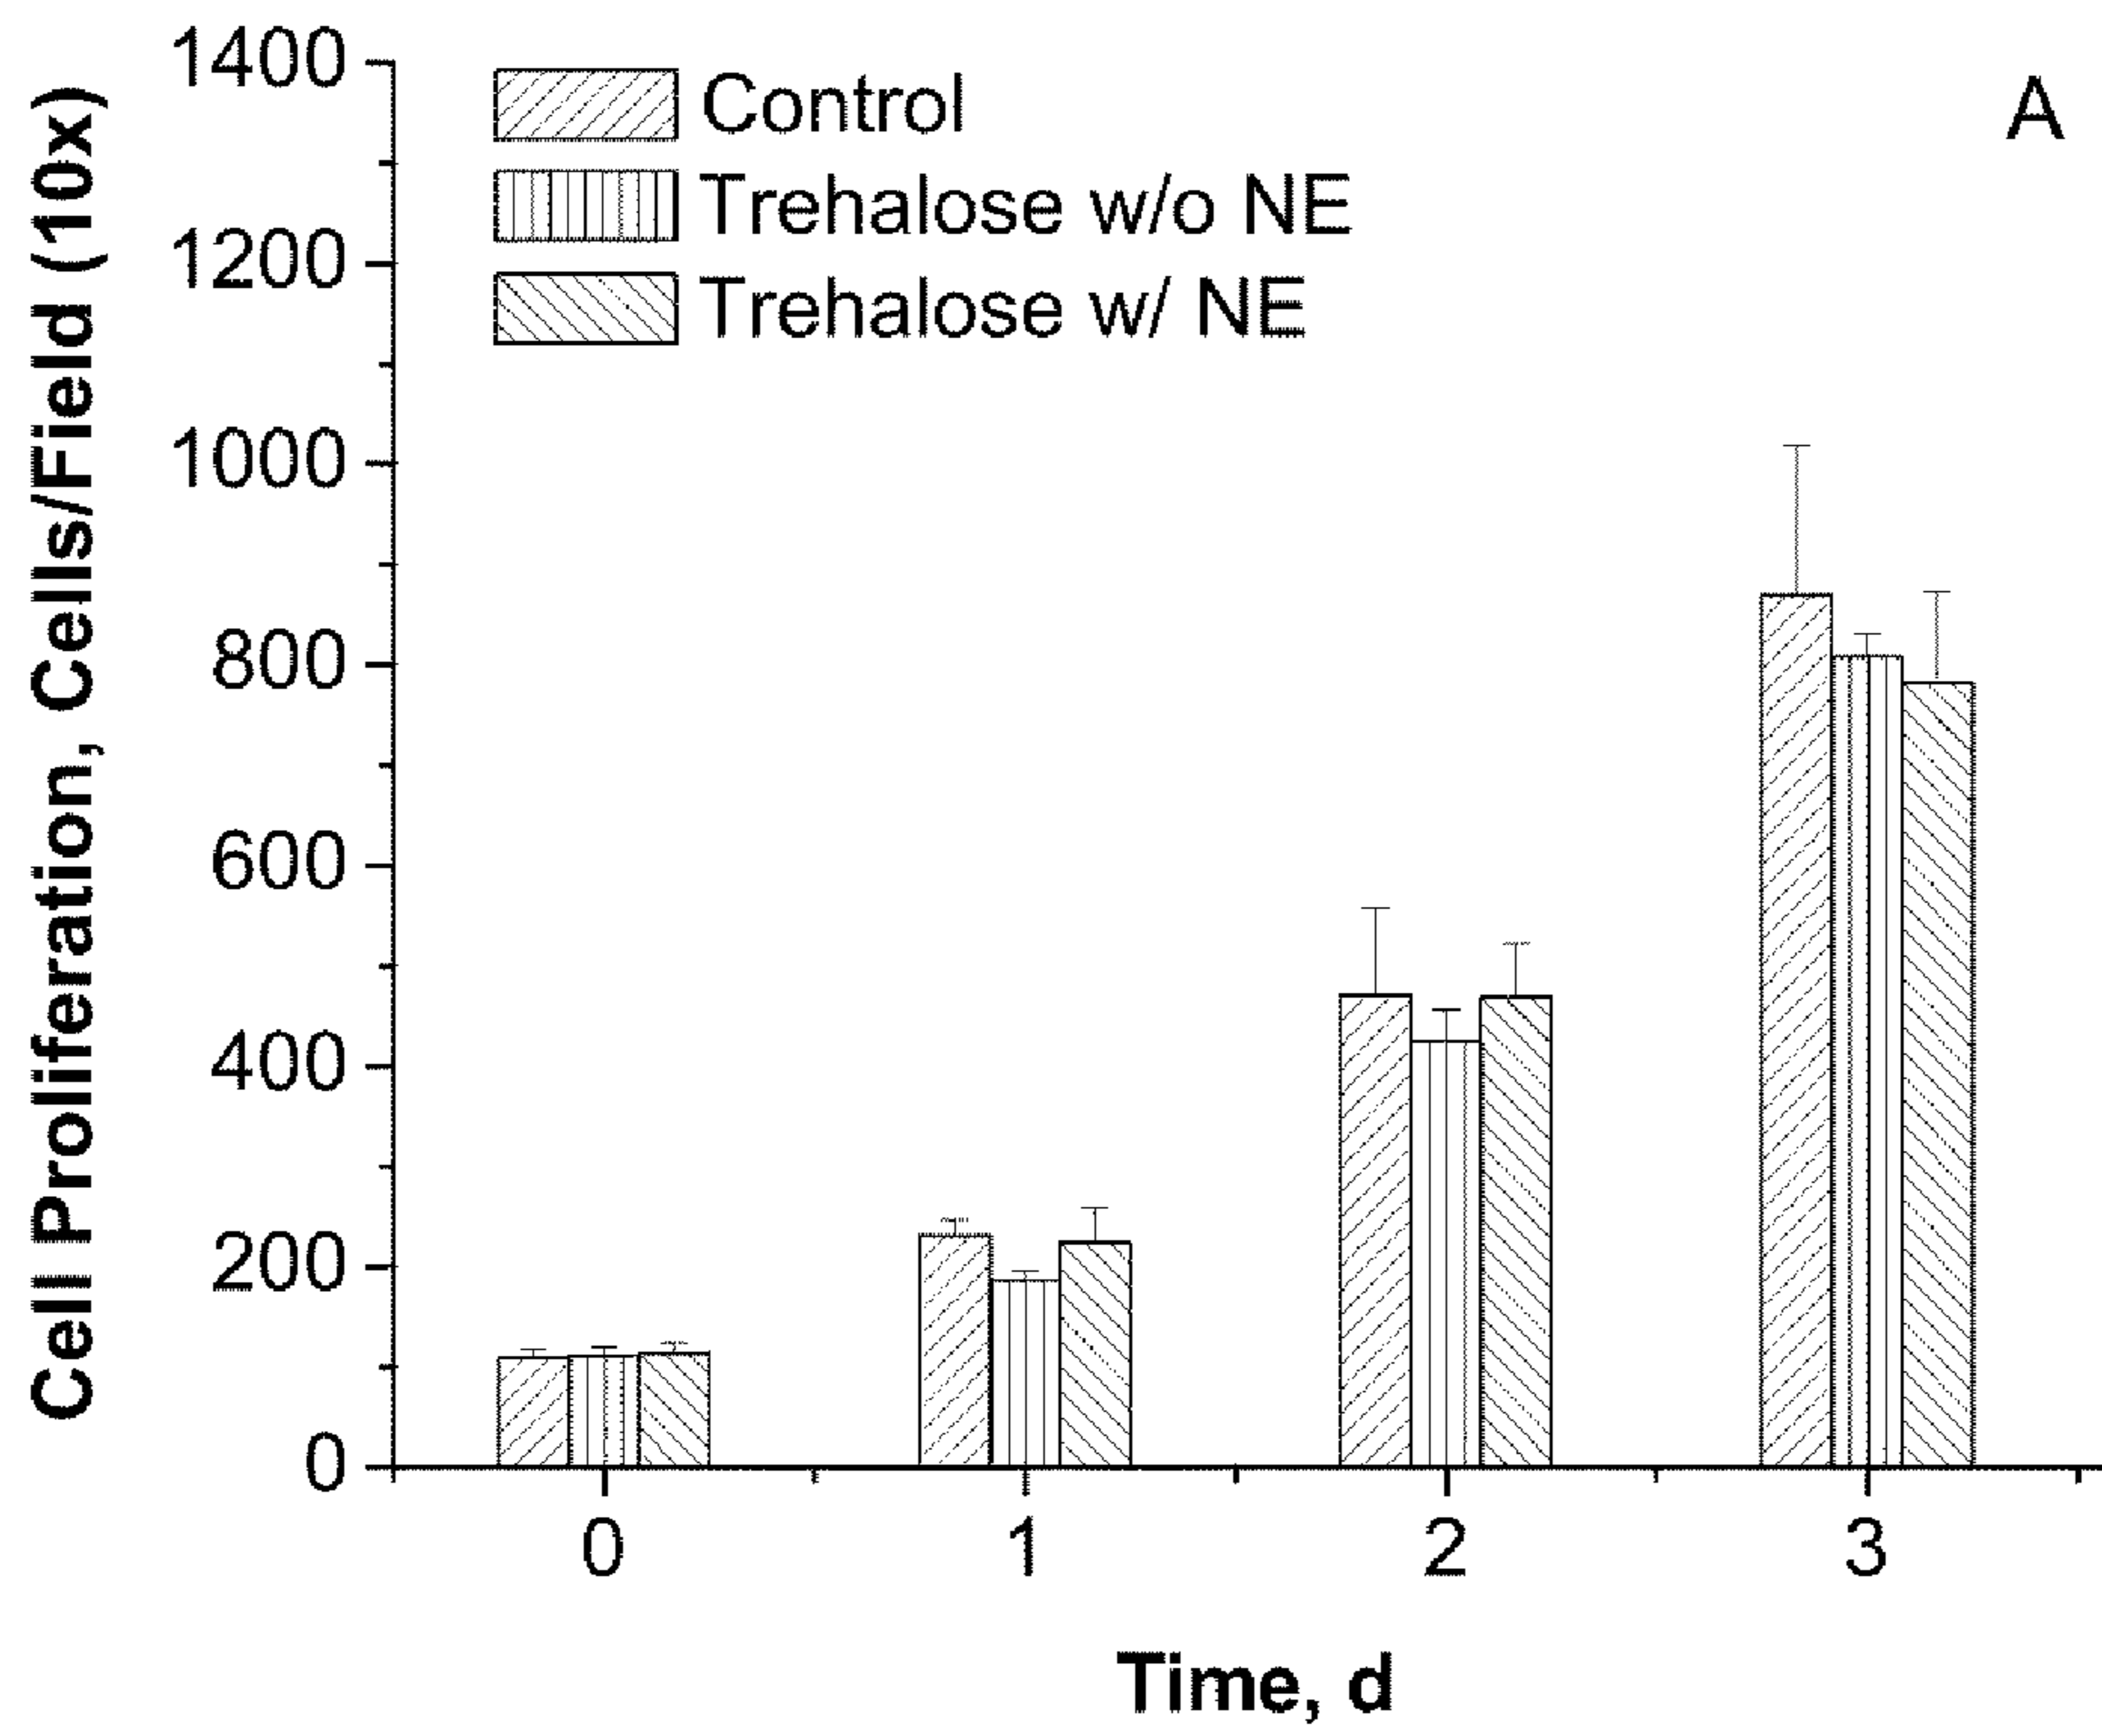 Cell Proliferation, Cells/Field (10x)
1400
1200
1000
800
600
400
200
0
Control
Trehalose w/o NE
Trehalose w/ NE
A
0 1 2 3
Time, d